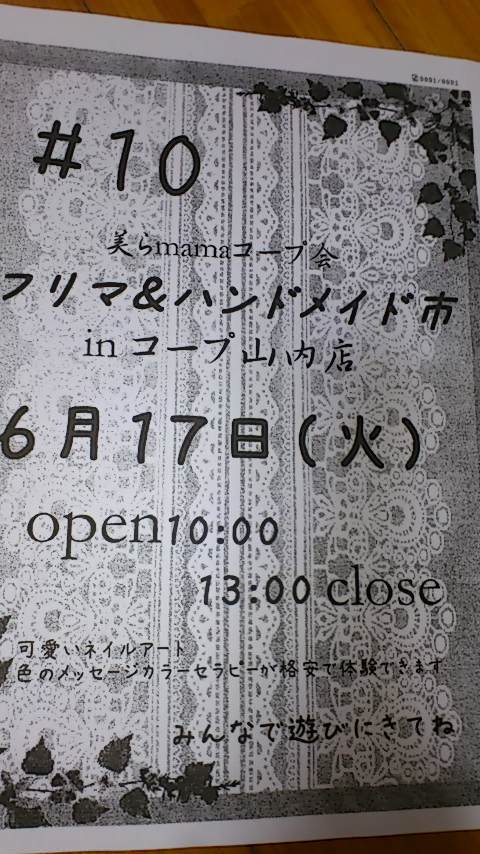 ②0001/0001
#10
美らmamaコープ会
フリマ&ハンドメイド市
in コープ山内店
6月17日(火)
open10:00
13:00 close
可愛いネイルアート
色のメッセージカラーセラピーが格安で体験できます
みんなで遊びにきてね